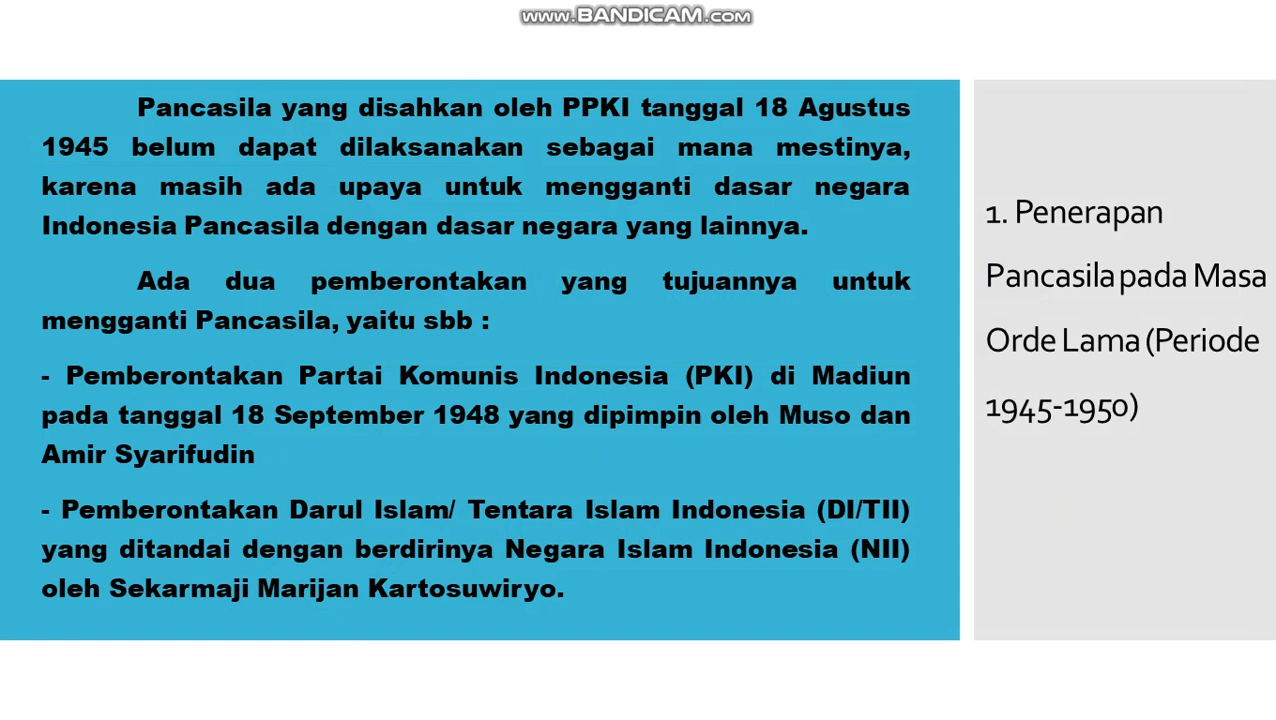 www.BANDICAM.com
Pancasila yang disahkan oleh PPKI tanggal 18 Agustus
1945 belum dapat dilaksanakan sebagai mana mestinya,
karena masih ada upaya untuk mengganti dasar negara
Indonesia Pancasila dengan dasar negara yang lainnya.
Ada dua pemberontakan yang tujuannya untuk
mengganti Pancasila, yaitu sbb :
- Pemberontakan Partai Komunis Indonesia (PKI) di Madiun
pada tanggal 18 September 1948 yang dipimpin oleh Muso dan
Amir Syarifudin
- Pemberontakan Darul Islam/ Tentara Islam Indonesia (DI/TII)
yang ditandai dengan berdirinya Negara Islam Indonesia (NII)
oleh Sekarmaji Marijan Kartosuwiryo.
1. Penerapan
Pancasila pada Masa
Orde Lama (Periode
1945-1950)